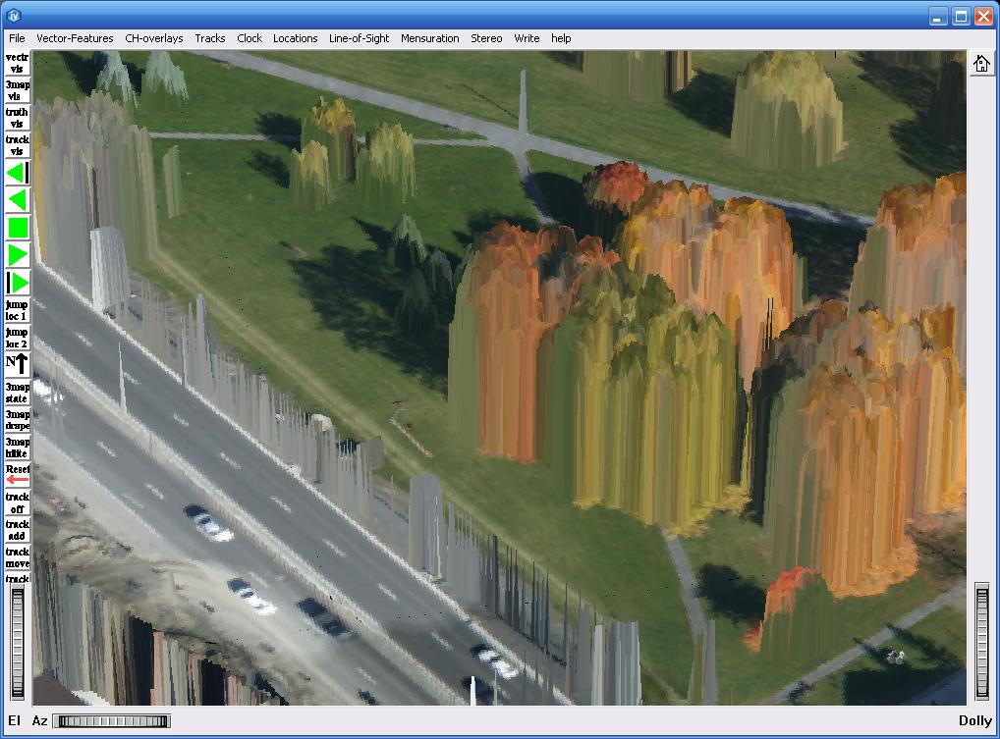 iv
File Vector-Features CH-overlays Tracks Clock Locations Line-of-Sight Mensuration Stereo Write help
vectr
vis
3map
vis
truth
vis
track
vis
jump
loc 1
jump
loc 2
N
3map
state
3map
drape
3map
hilite
Reset
track
off
track
add
track
move
track
El Az
Dolly